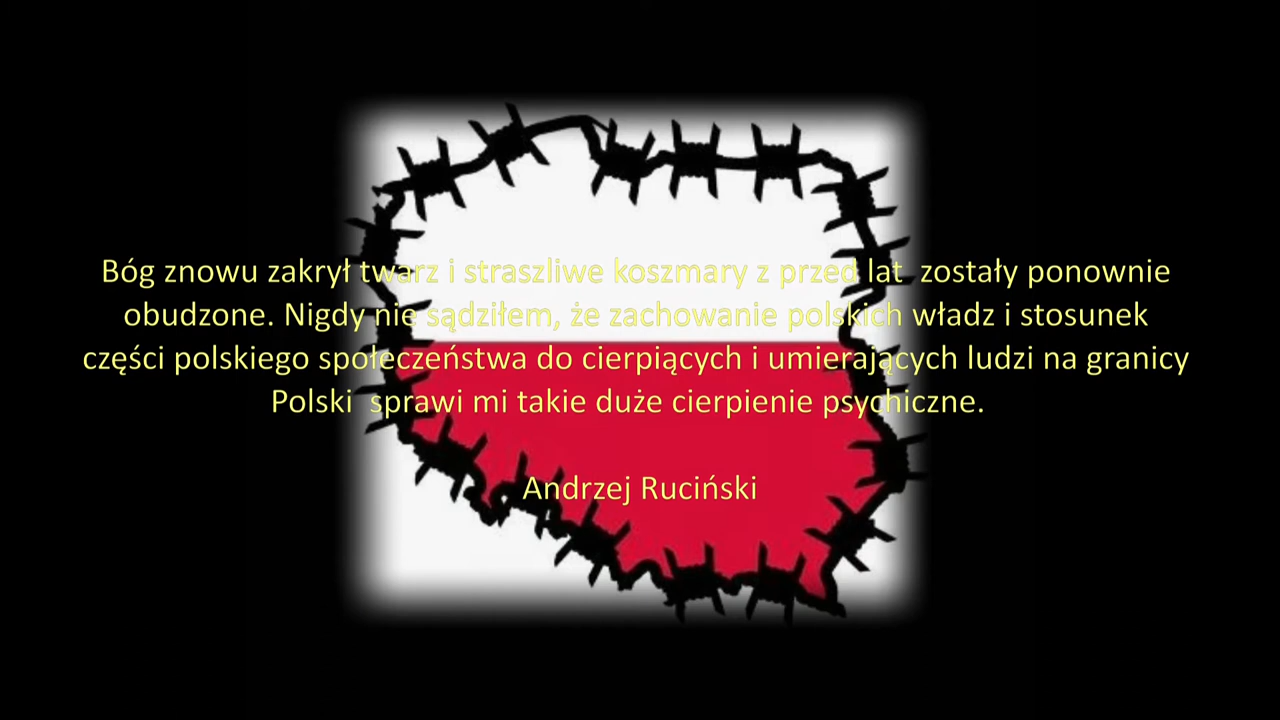 Bóg znowu zakrył twarz i straszliwe koszmary z przed lat  zostały ponownie
obudzone. Nigdy nie sądziłem, że zachowanie polskich władz i stosunek
części polskiego społeczeństwa do cierpiących i umierających ludzi na granicy
Polski  sprawi mi takie duże cierpienie psychiczne.
Andrzej Ruciński